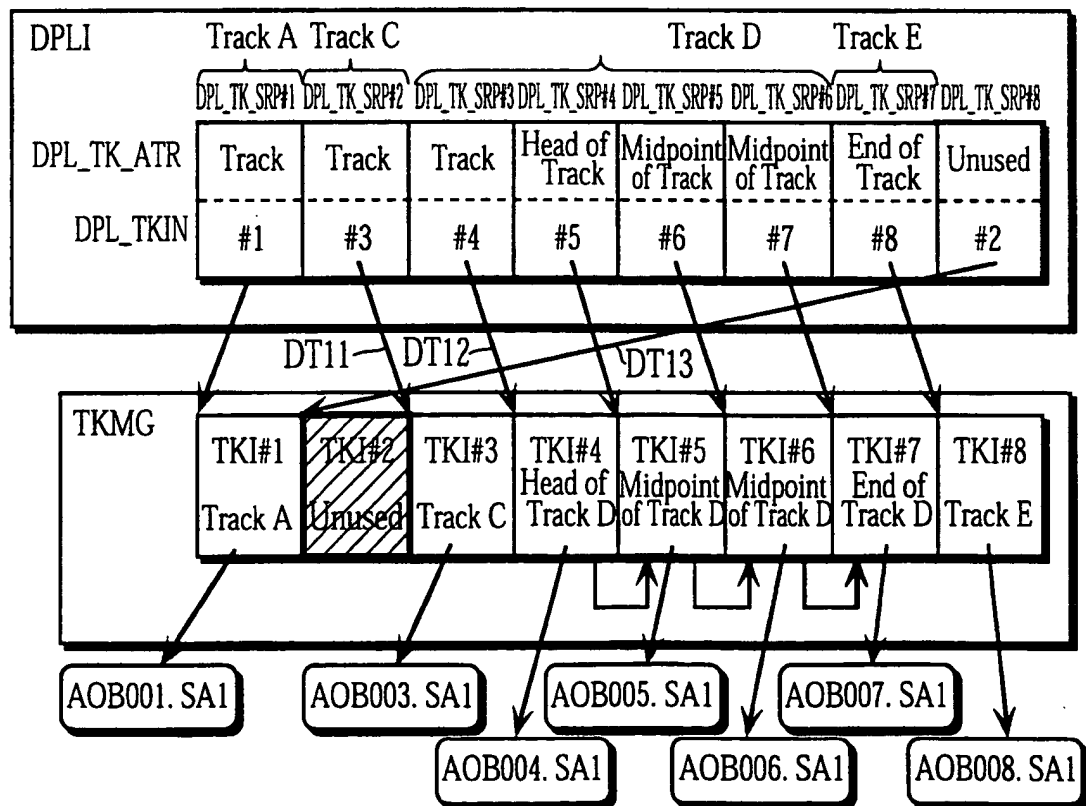 DPLI
Track A
Track C
Track D
Track E
DPL_TK_SRP#1
DPL_TK_SRP#2
DPL_TK_SRP#3
DPL_TK_SRP#4
DPL_TK_SRP#5
DPL_TK_SRP#6
DPL_TK_SRP#7
DPL_TK_SRP#8
DPL_TK_ATR
Track
Track
Track
Head of
Track
Midpoint
of Track
Midpoint
of Track
End of
Track
Unused
DPL_TKIN
#1
#3
#4
#5
#6
#7
#8
#2
DT11
DT12
DT13
TKMG
TKI#1
Track A
TKI#2
Unused
TKI#3
Track C
TKI#4
Head of
Track D
TKI#5
Midpoint
of Track D
TKI#6
Midpoint
of Track D
TKI#7
End of
Track D
TKI#8
Track E
AOB001. SA1
AOB003. SA1
AOB005. SA1
AOB007. SA1
AOB004. SA1
AOB006. SA1
AOB008. SA1